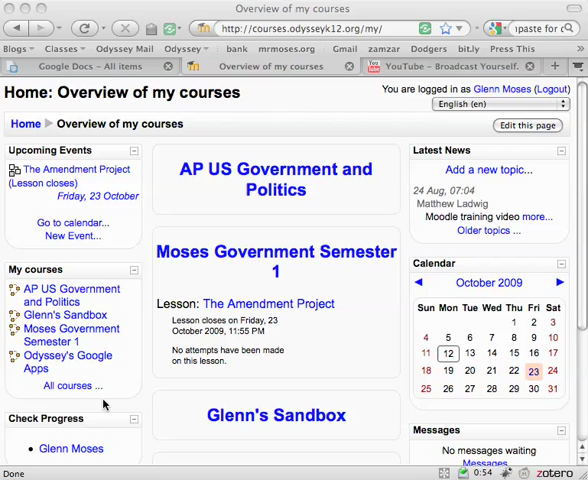 Overview of my courses
http://courses.odysseyk12.org/my/
paste for c
Blogs Classes Odyssey Mail Odyssey bank mrmoses.org Gmail zamzar Dodgers bit.ly Press This
Google Docs - All items
Overview of my courses
YouTube - Broadcast Yourself.
Home: Overview of my courses
You are logged in as Glenn Moses (Logout)
English (en)
Home Overview of my courses
Edit this page
Upcoming Events
The Amendment Project
(Lesson closes)
Friday, 23 October
Go to calendar...
New Event...
My courses
AP US Government
and Politics
Glenn's Sandbox
Moses Government
Semester 1
Odyssey's Google
Apps
All courses ...
Check Progress
Glenn Moses
AP US Government and
Politics
Moses Government Semester
1
Lesson: The Amendment Project
Lesson closes on Friday, 23
October 2009, 11:55 PM
No attempts have been made
on this lesson.
Glenn's Sandbox
Latest News
Add a new topic...
24 Aug, 07:04
Matthew Ladwig
Moodle training video more...
Older topics ...
Calendar
October 2009
Sun Mon Tue Wed Thu Fri Sat
1 2 3
4 5 6 7 8 9 10
11 12 13 14 15 16 17
18 19 20 21 22 23 24
25 26 27 28 29 30 31
Messages
No messages waiting
Messages
Done
0:54
zotero